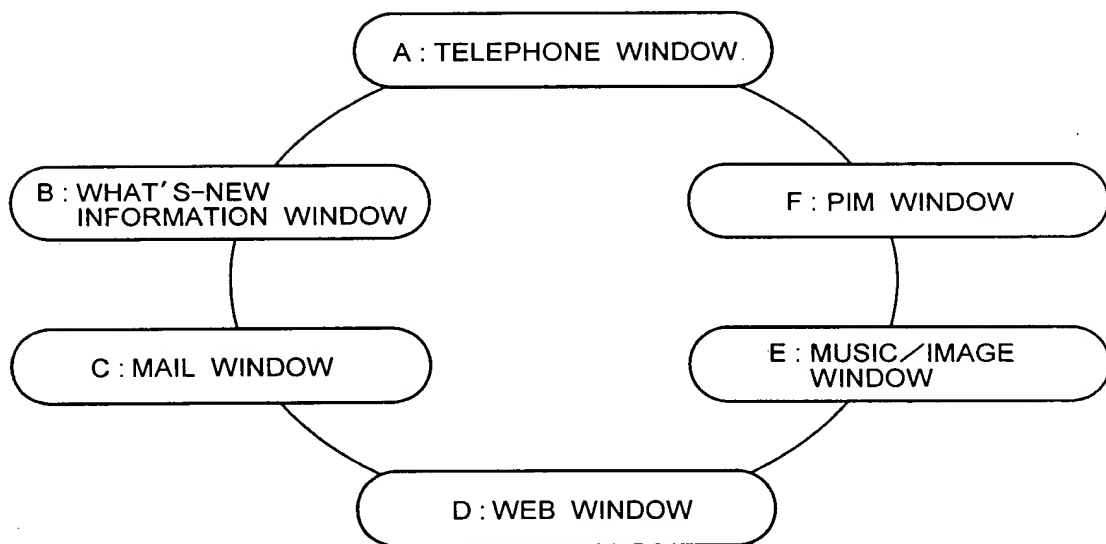 A : TELEPHONE WINDOW
B : WHAT'S-NEW
INFORMATION WINDOW
F : PIM WINDOW
C : MAIL WINDOW
E : MUSIC/IMAGE
WINDOW
D : WEB WINDOW